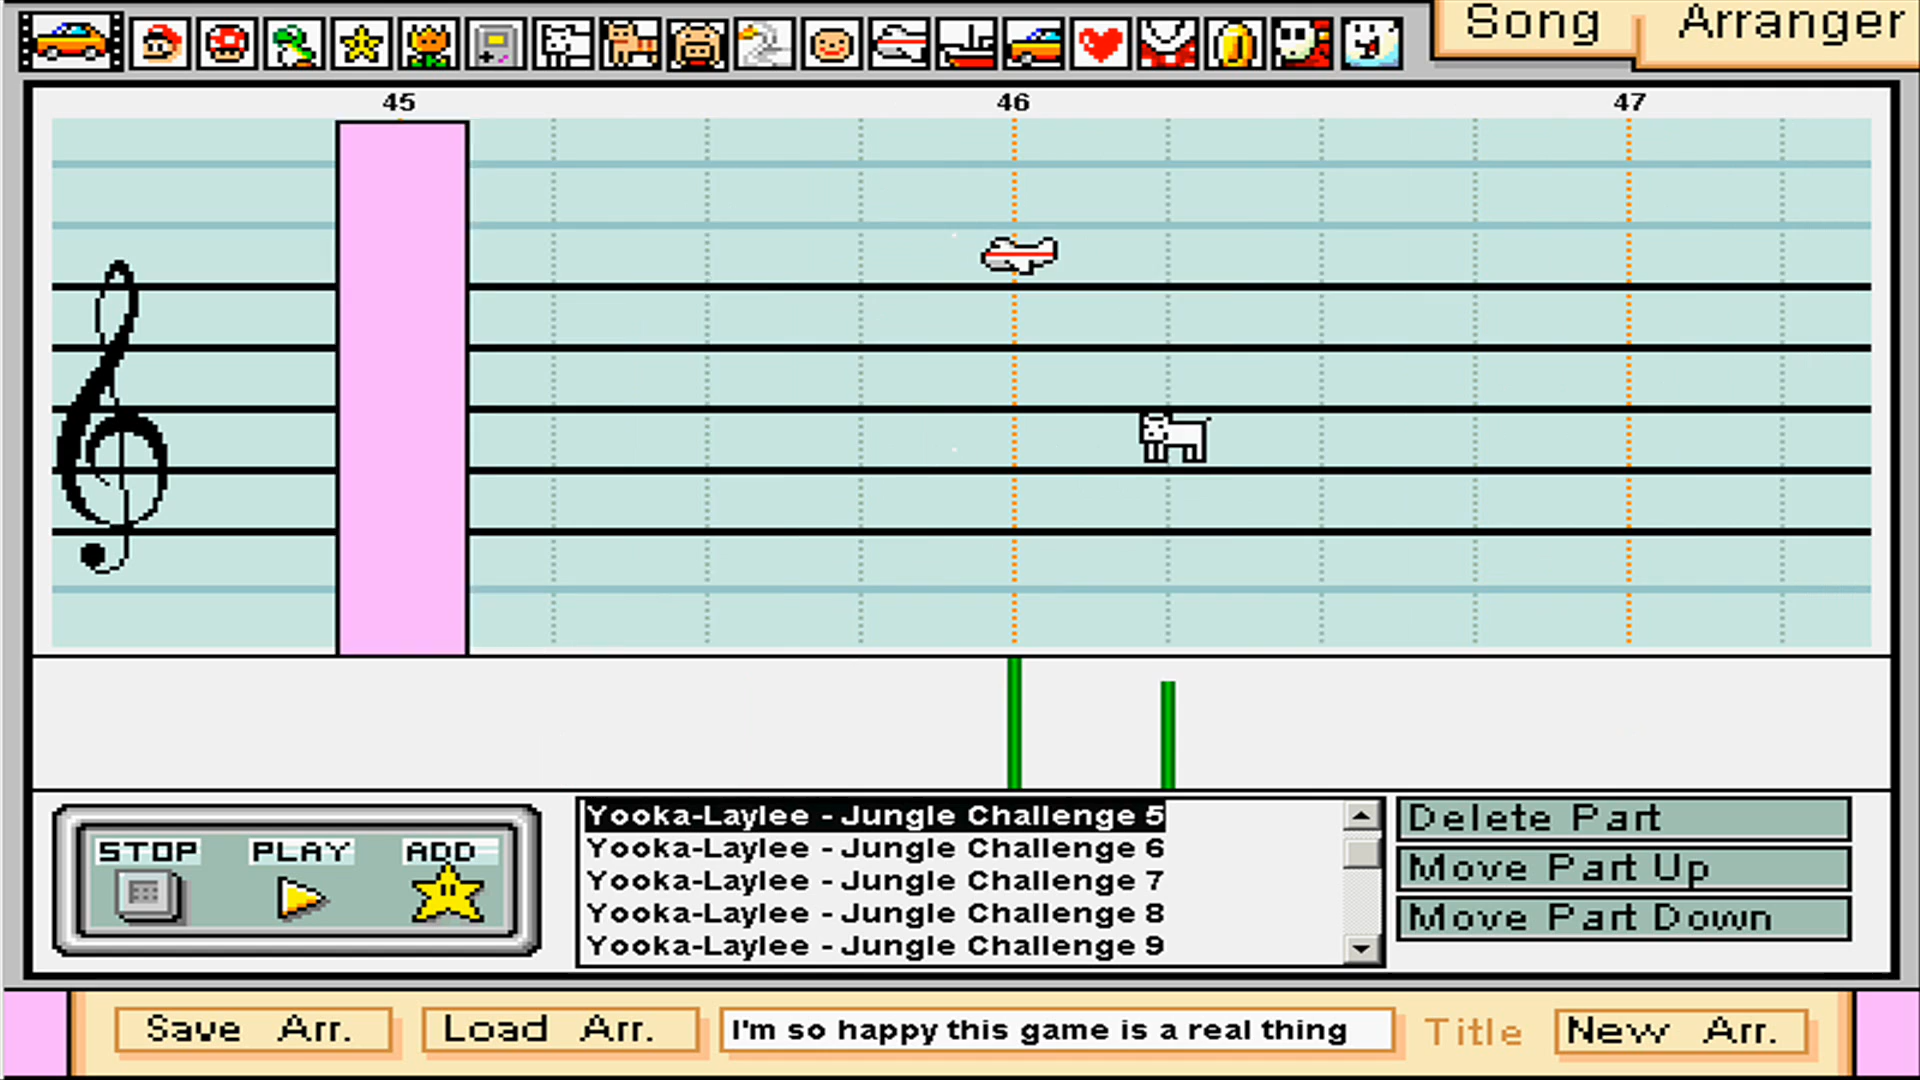 Song Arranger
45 46 47
STOP PLAY ADD
Yooka-Laylee - Jungle Challenge 5
Yooka-Laylee - Jungle Challenge 6
Yooka-Laylee - Jungle Challenge 7
Yooka-Laylee - Jungle Challenge 8
Yooka-Laylee - Jungle Challenge 9
Delete Part
Move Part Up
Move Part Down
Save Arr. Load Arr. I'm so happy this game is a real thing Title New Arr.